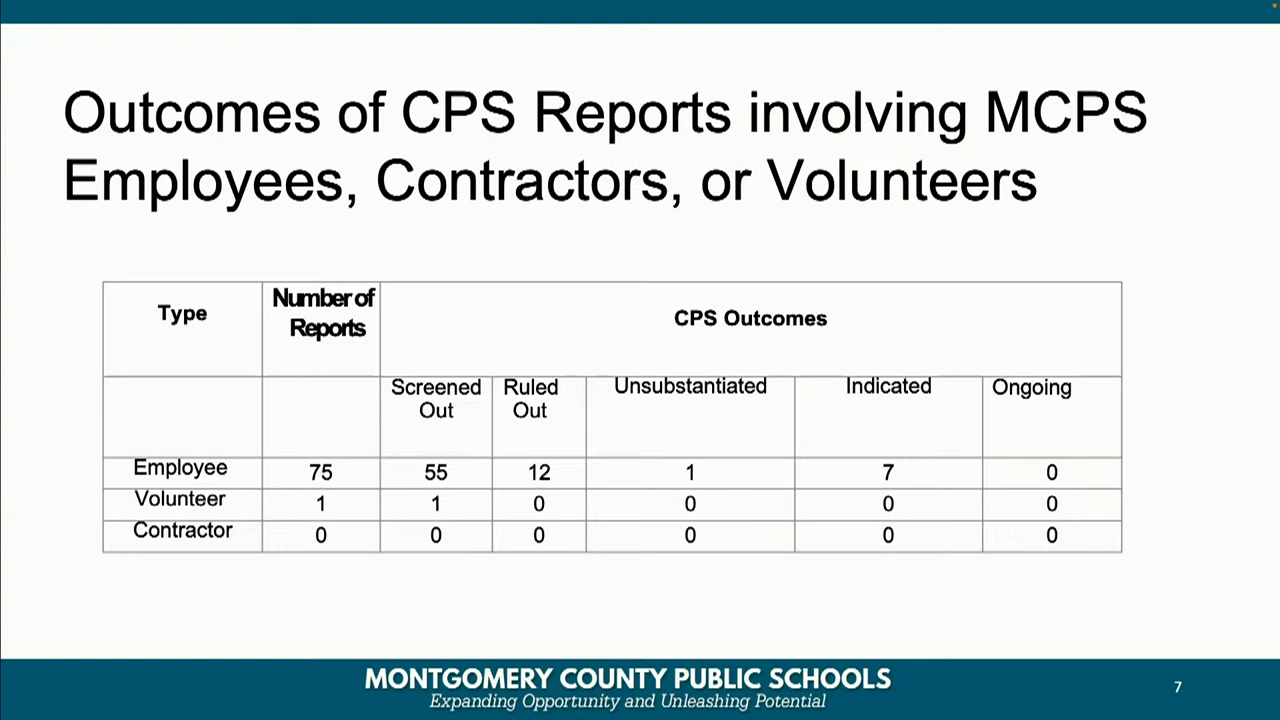 Outcomes of CPS Reports involving MCPS
Employees, Contractors, or Volunteers
Type Number of Reports CPS Outcomes
Screened Out Ruled Out Unsubstantiated Indicated Ongoing
Employee 75 55 12 1 7 0
Volunteer 1 1 0 0 0 0
Contractor 0 0 0 0 0 0
MONTGOMERY COUNTY PUBLIC SCHOOLS
Expanding Opportunity and Unleashing Potential
7